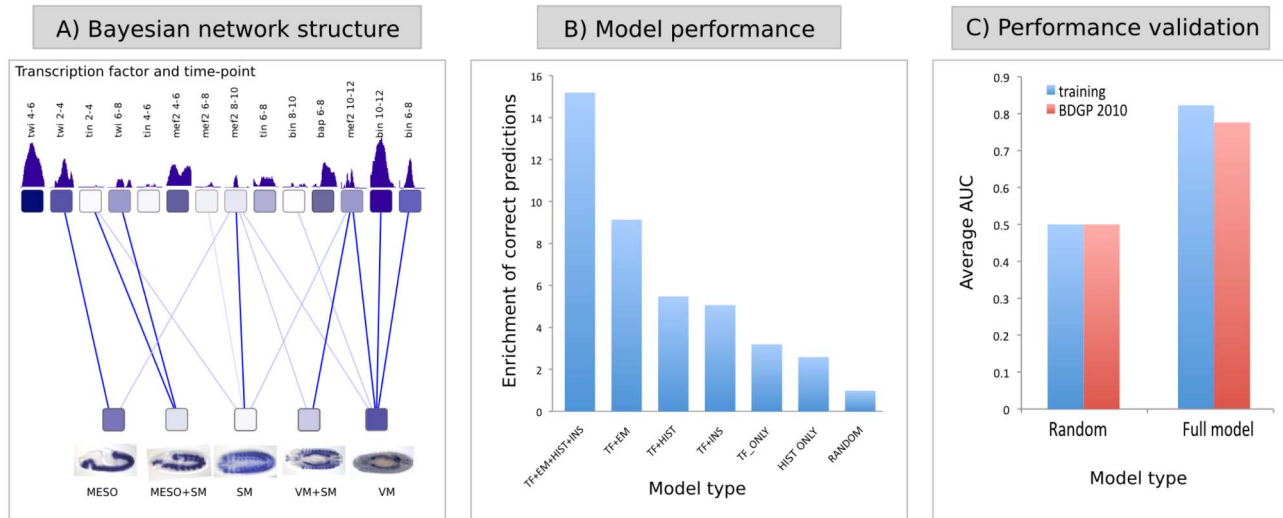 A) Bayesian network structure
Transcription factor and time-point
twi 4-6
twi 2-4
tin 2-4
twi 6-8
tin 4-6
mef2 4-6
mef2 6-8
mef2 8-10
tin 6-8
bin 8-10
bap 6-8
mef2 10-12
bin 10-12
bin 6-8
MESO
MESO+SM
SM
VM+SM
VM
B) Model performance
Enrichment of correct predictions
16
14
12
10
8
6
4
2
0
TF+EM+HIST+INS
TF+EM
TF+HIST
TF+INS
TF_ONLY
HIST ONLY
RANDOM
Model type
C) Performance validation
Average AUC
0.9
0.8
0.7
0.6
0.5
0.4
0.3
0.2
0.1
0
training
BDGP 2010
Random
Full model
Model type